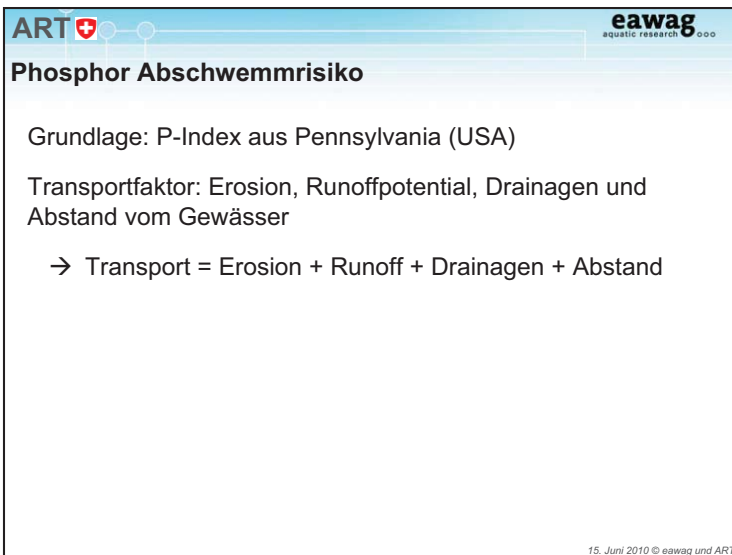 ART
eawag
aquatic research ooo
Phosphor Abschwemmrisiko
Grundlage: P-Index aus Pennsylvania (USA)
Transportfaktor: Erosion, Runoffpotential, Drainagen und
Abstand vom Gewässer
→ Transport = Erosion + Runoff + Drainagen + Abstand
15. Juni 2010 © eawag und ART